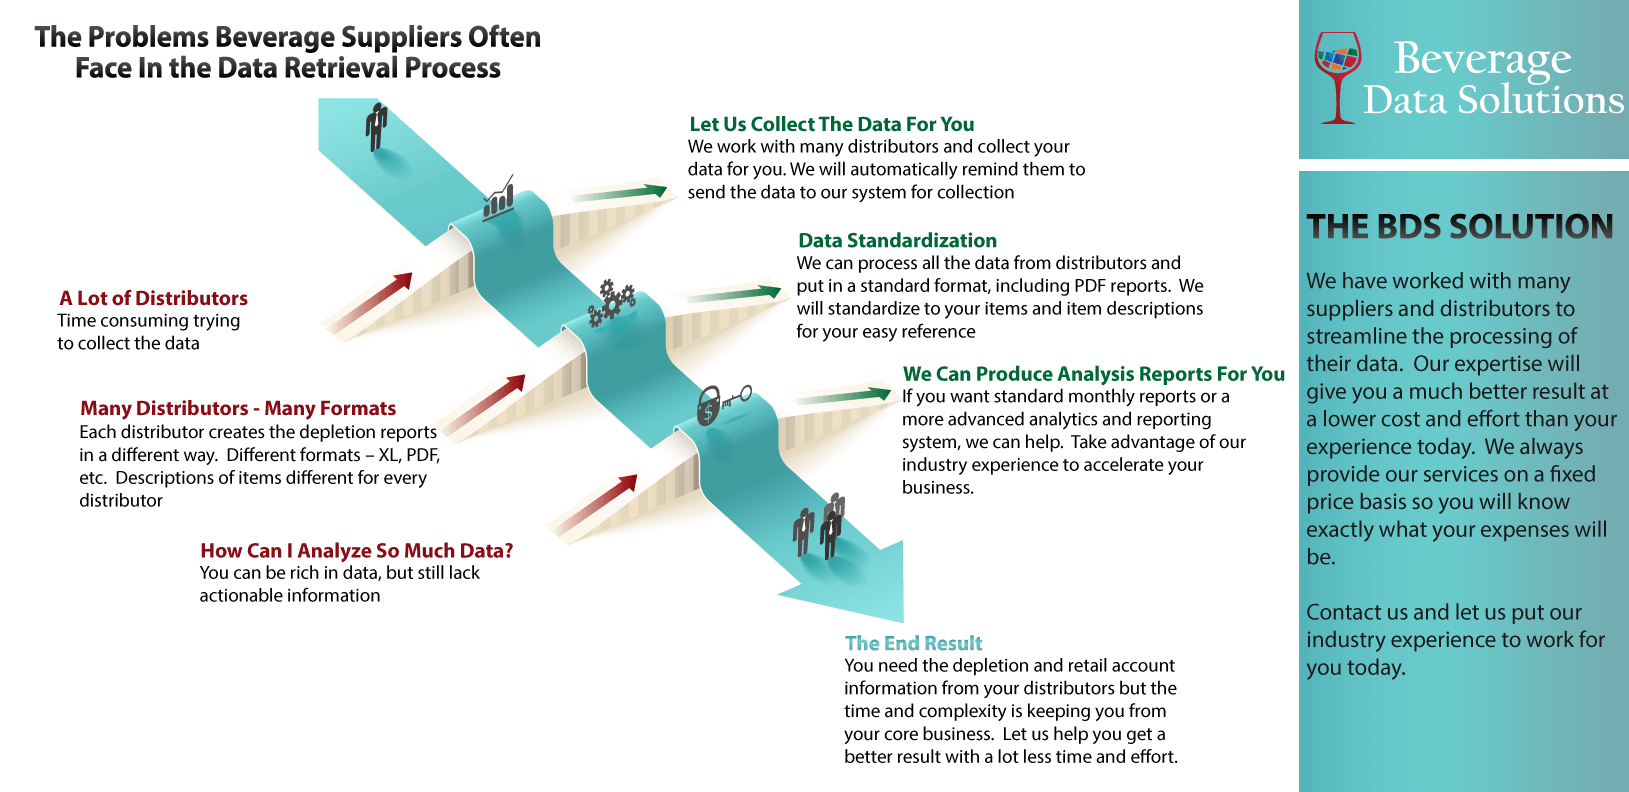 The Problems Beverage Suppliers Often
Face In the Data Retrieval Process
Let Us Collect The Data For You
We work with many distributors and collect your
data for you. We will automatically remind them to
send the data to our system for collection
Data Standardization
We can process all the data from distributors and
put in a standard format, including PDF reports.  We
will standardize to your items and item descriptions
for your easy reference
We Can Produce Analysis Reports For You
If you want standard monthly reports or a
more advanced analytics and reporting
system, we can help.  Take advantage of our
industry experience to accelerate your
business.
A Lot of Distributors
Time consuming trying
to collect the data
Many Distributors - Many Formats
Each distributor creates the depletion reports
in a different way.  Different formats – XL, PDF,
etc.  Descriptions of items different for every
distributor
How Can I Analyze So Much Data?
You can be rich in data, but still lack
actionable information
$
The End Result
You need the depletion and retail account
information from your distributors but the
time and complexity is keeping you from
your core business.  Let us help you get a
better result with a lot less time and effort.
Beverage
Data Solutions
THE BDS SOLUTION
We have worked with many
suppliers and distributors to
streamline the processing of
their data.  Our expertise will
give you a much better result at
a lower cost and effort than your
experience today.  We always
provide our services on a fixed
price basis so you will know
exactly what your expenses will
be.
Contact us and let us put our
industry experience to work for
you today.